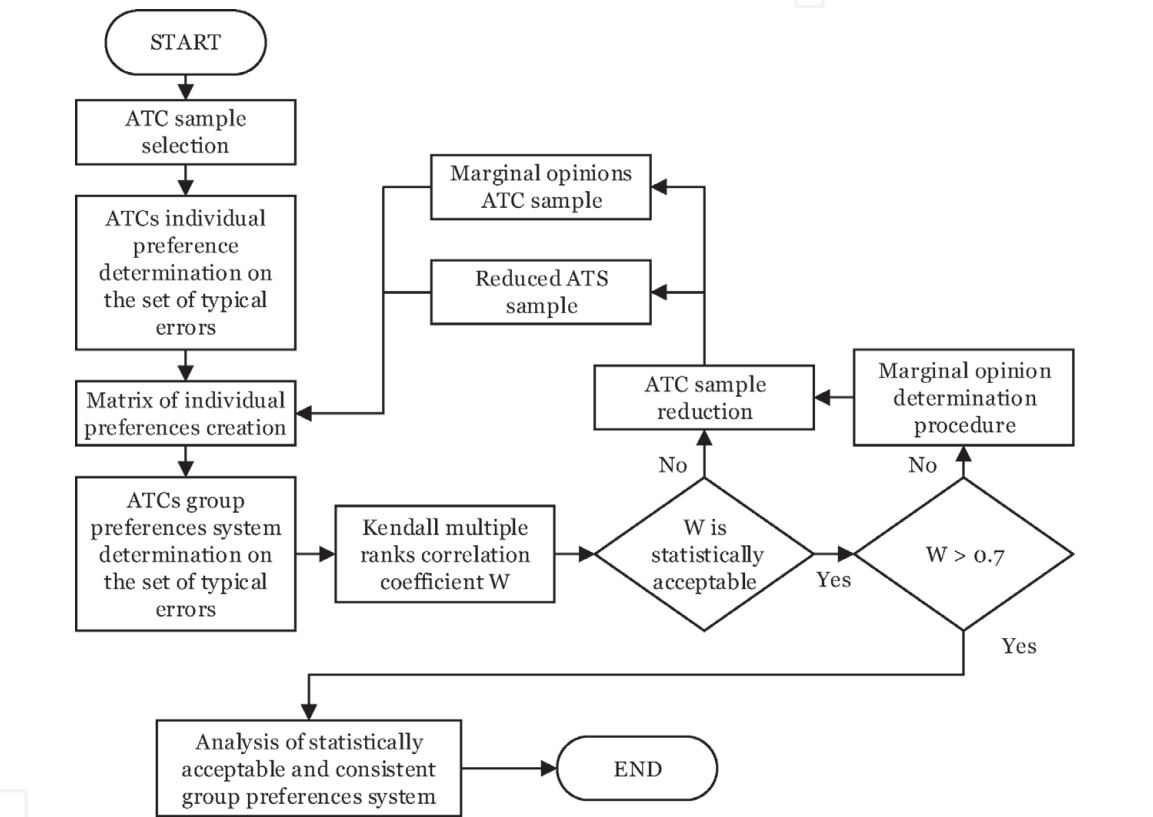 START
ATC sample
selection
ATCs individual
preference
determination on
the set of typical
errors
Matrix of individual
preferences creation
ATCs group
preferences system
determination on
the set of typical
errors
Marginal opinions
ATC sample
Reduced ATS
sample
ATC sample
reduction
Marginal opinion
determination
procedure
No
No
Kendall multiple
ranks correlation
coefficient W
W is
statistically
acceptable
Yes
W > 0.7
Yes
Analysis of statistically
acceptable and consistent
group preferences system
END